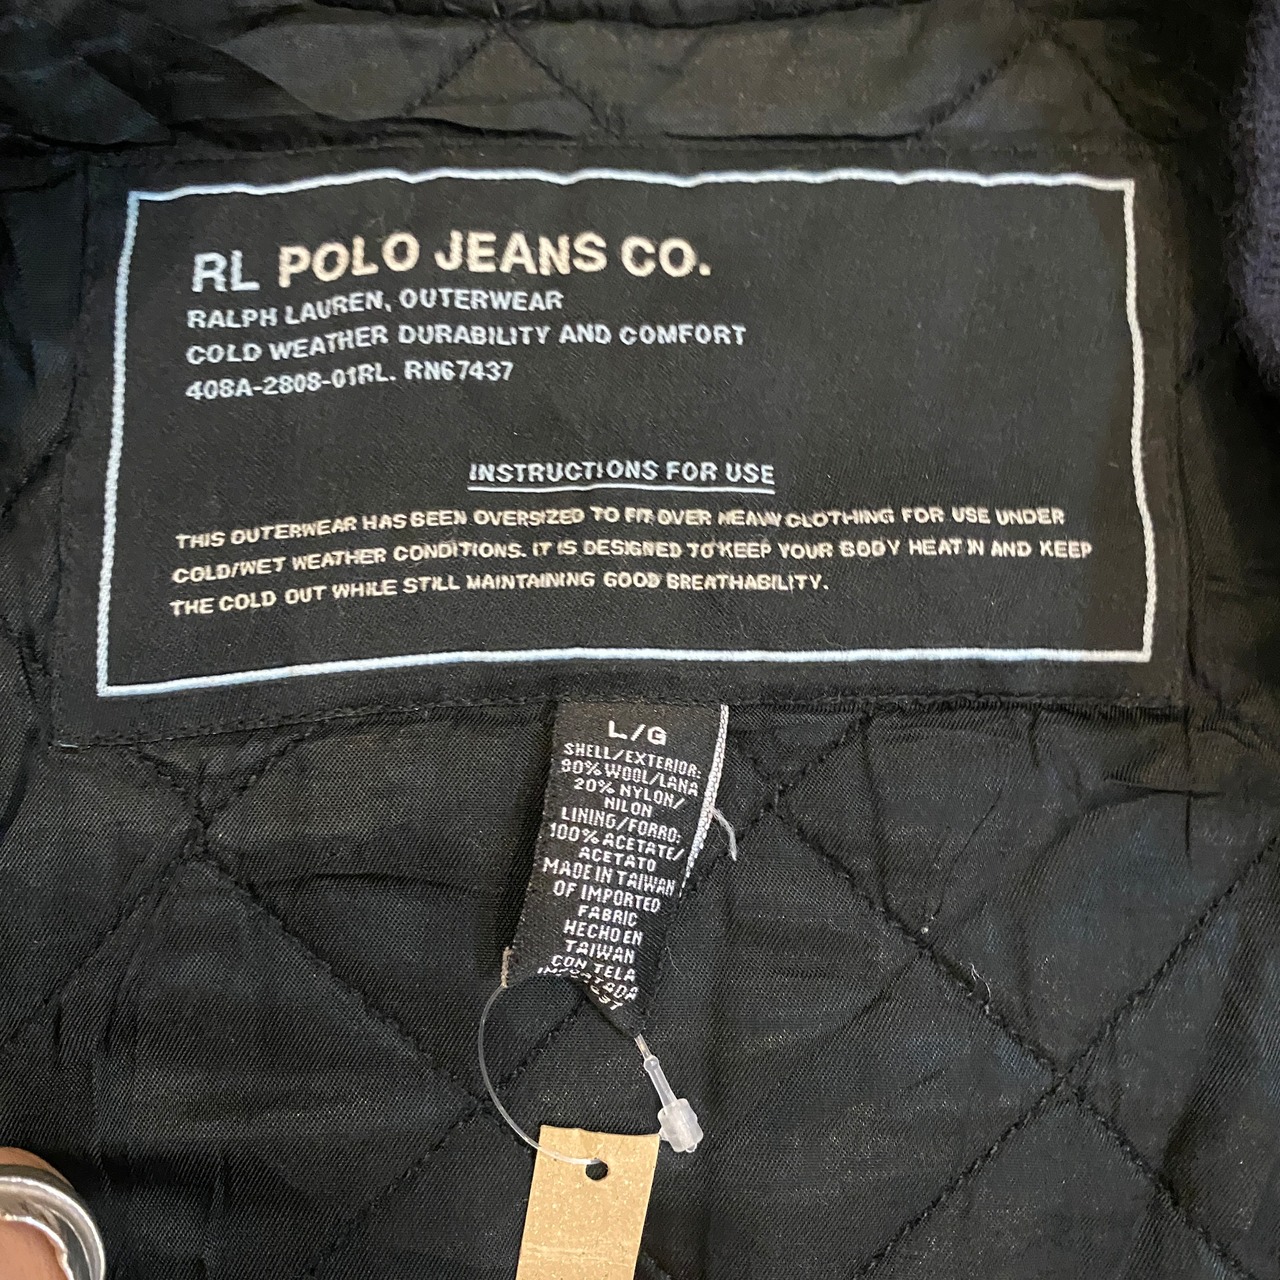 RL POLO JEANS CO.
RALPH LAUREN, OUTERWEAR
COLD WEATHER DURABILITY AND COMFORT
408A-2808-01RL. RN67437
INSTRUCTIONS FOR USE
THIS OUTERWEAR HAS BEEN OVERSIZED TO FIT OVER HEAVY CLOTHING FOR USE UNDER
COLD/WET WEATHER CONDITIONS. IT IS DESIGNED TO KEEP YOUR BODY HEAT IN AND KEEP
THE COLD OUT WHILE STILL MAINTAINING GOOD BREATHABILITY.
L/G
SHELL/EXTERIOR:
80% WOOL/LANA
20% NYLON/
NILON
LINING/FORRO:
100% ACETATE/
ACETATO
MADE IN TAIWAN
OF IMPORTED
FABRIC
HECHO EN
TAIWAN
CON TELA
IMPORTADA